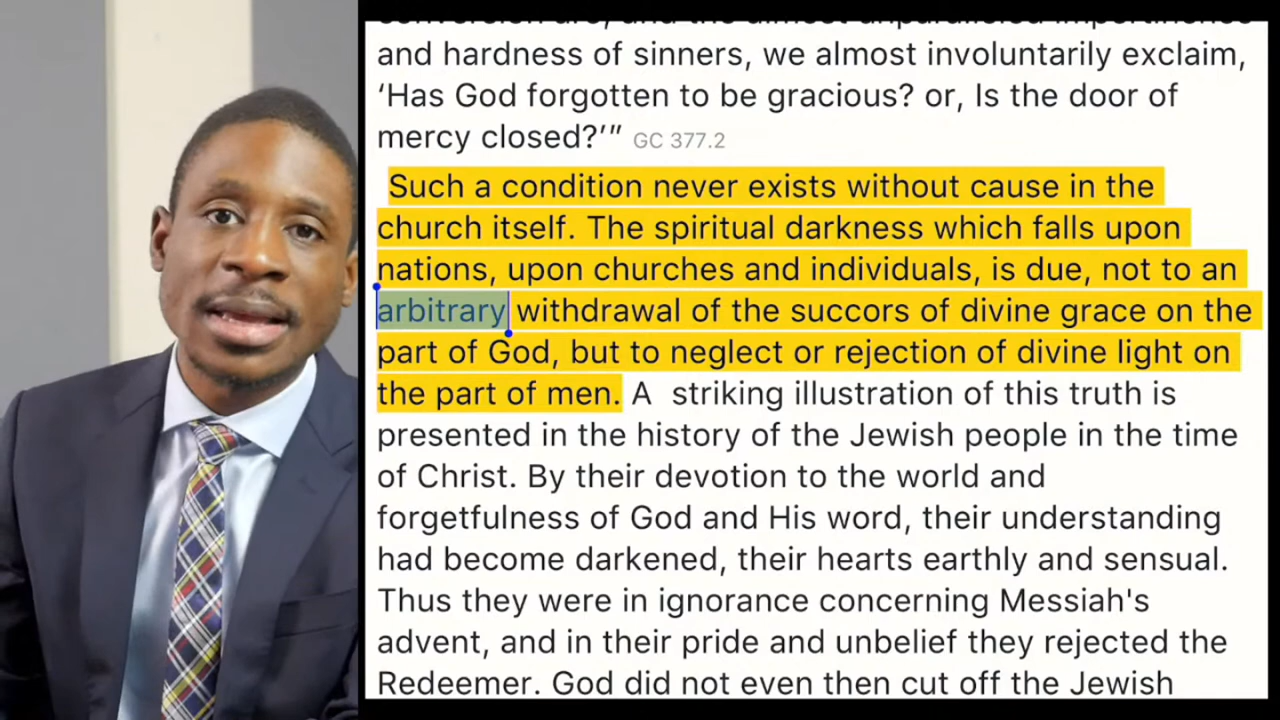 and hardness of sinners, we almost involuntarily exclaim,
‘Has God forgotten to be gracious? or, Is the door of
mercy closed?’” GC 377.2
Such a condition never exists without cause in the
church itself. The spiritual darkness which falls upon
nations, upon churches and individuals, is due, not to an
arbitrary withdrawal of the succors of divine grace on the
part of God, but to neglect or rejection of divine light on
the part of men. A striking illustration of this truth is
presented in the history of the Jewish people in the time
of Christ. By their devotion to the world and
forgetfulness of God and His word, their understanding
had become darkened, their hearts earthly and sensual.
Thus they were in ignorance concerning Messiah's
advent, and in their pride and unbelief they rejected the
Redeemer. God did not even then cut off the Jewish